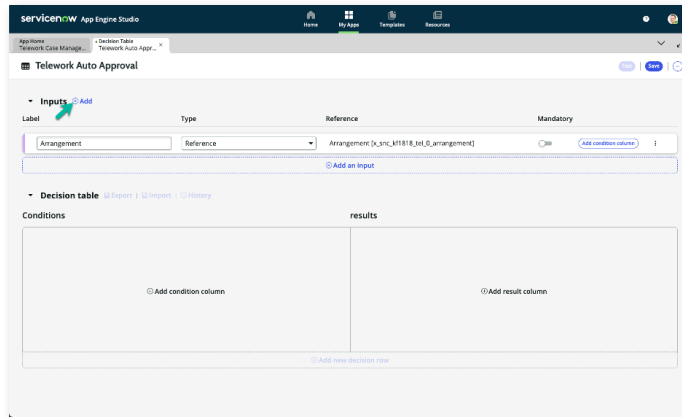 servicenow App Engine Studio
Home My Apps Templates Resources
App Home
Telework Case Manage...
Decision Table
Telework Auto Appr... ×
Telework Auto Approval
Test Save
Inputs Add
Label Type Reference Mandatory
Arrangement Reference Arrangement [x_snc_kf1818_tel_0_arrangement] Add condition column
Add an input
Decision table Export | Import | History
Conditions results
Add condition column Add result column
Add new decision row